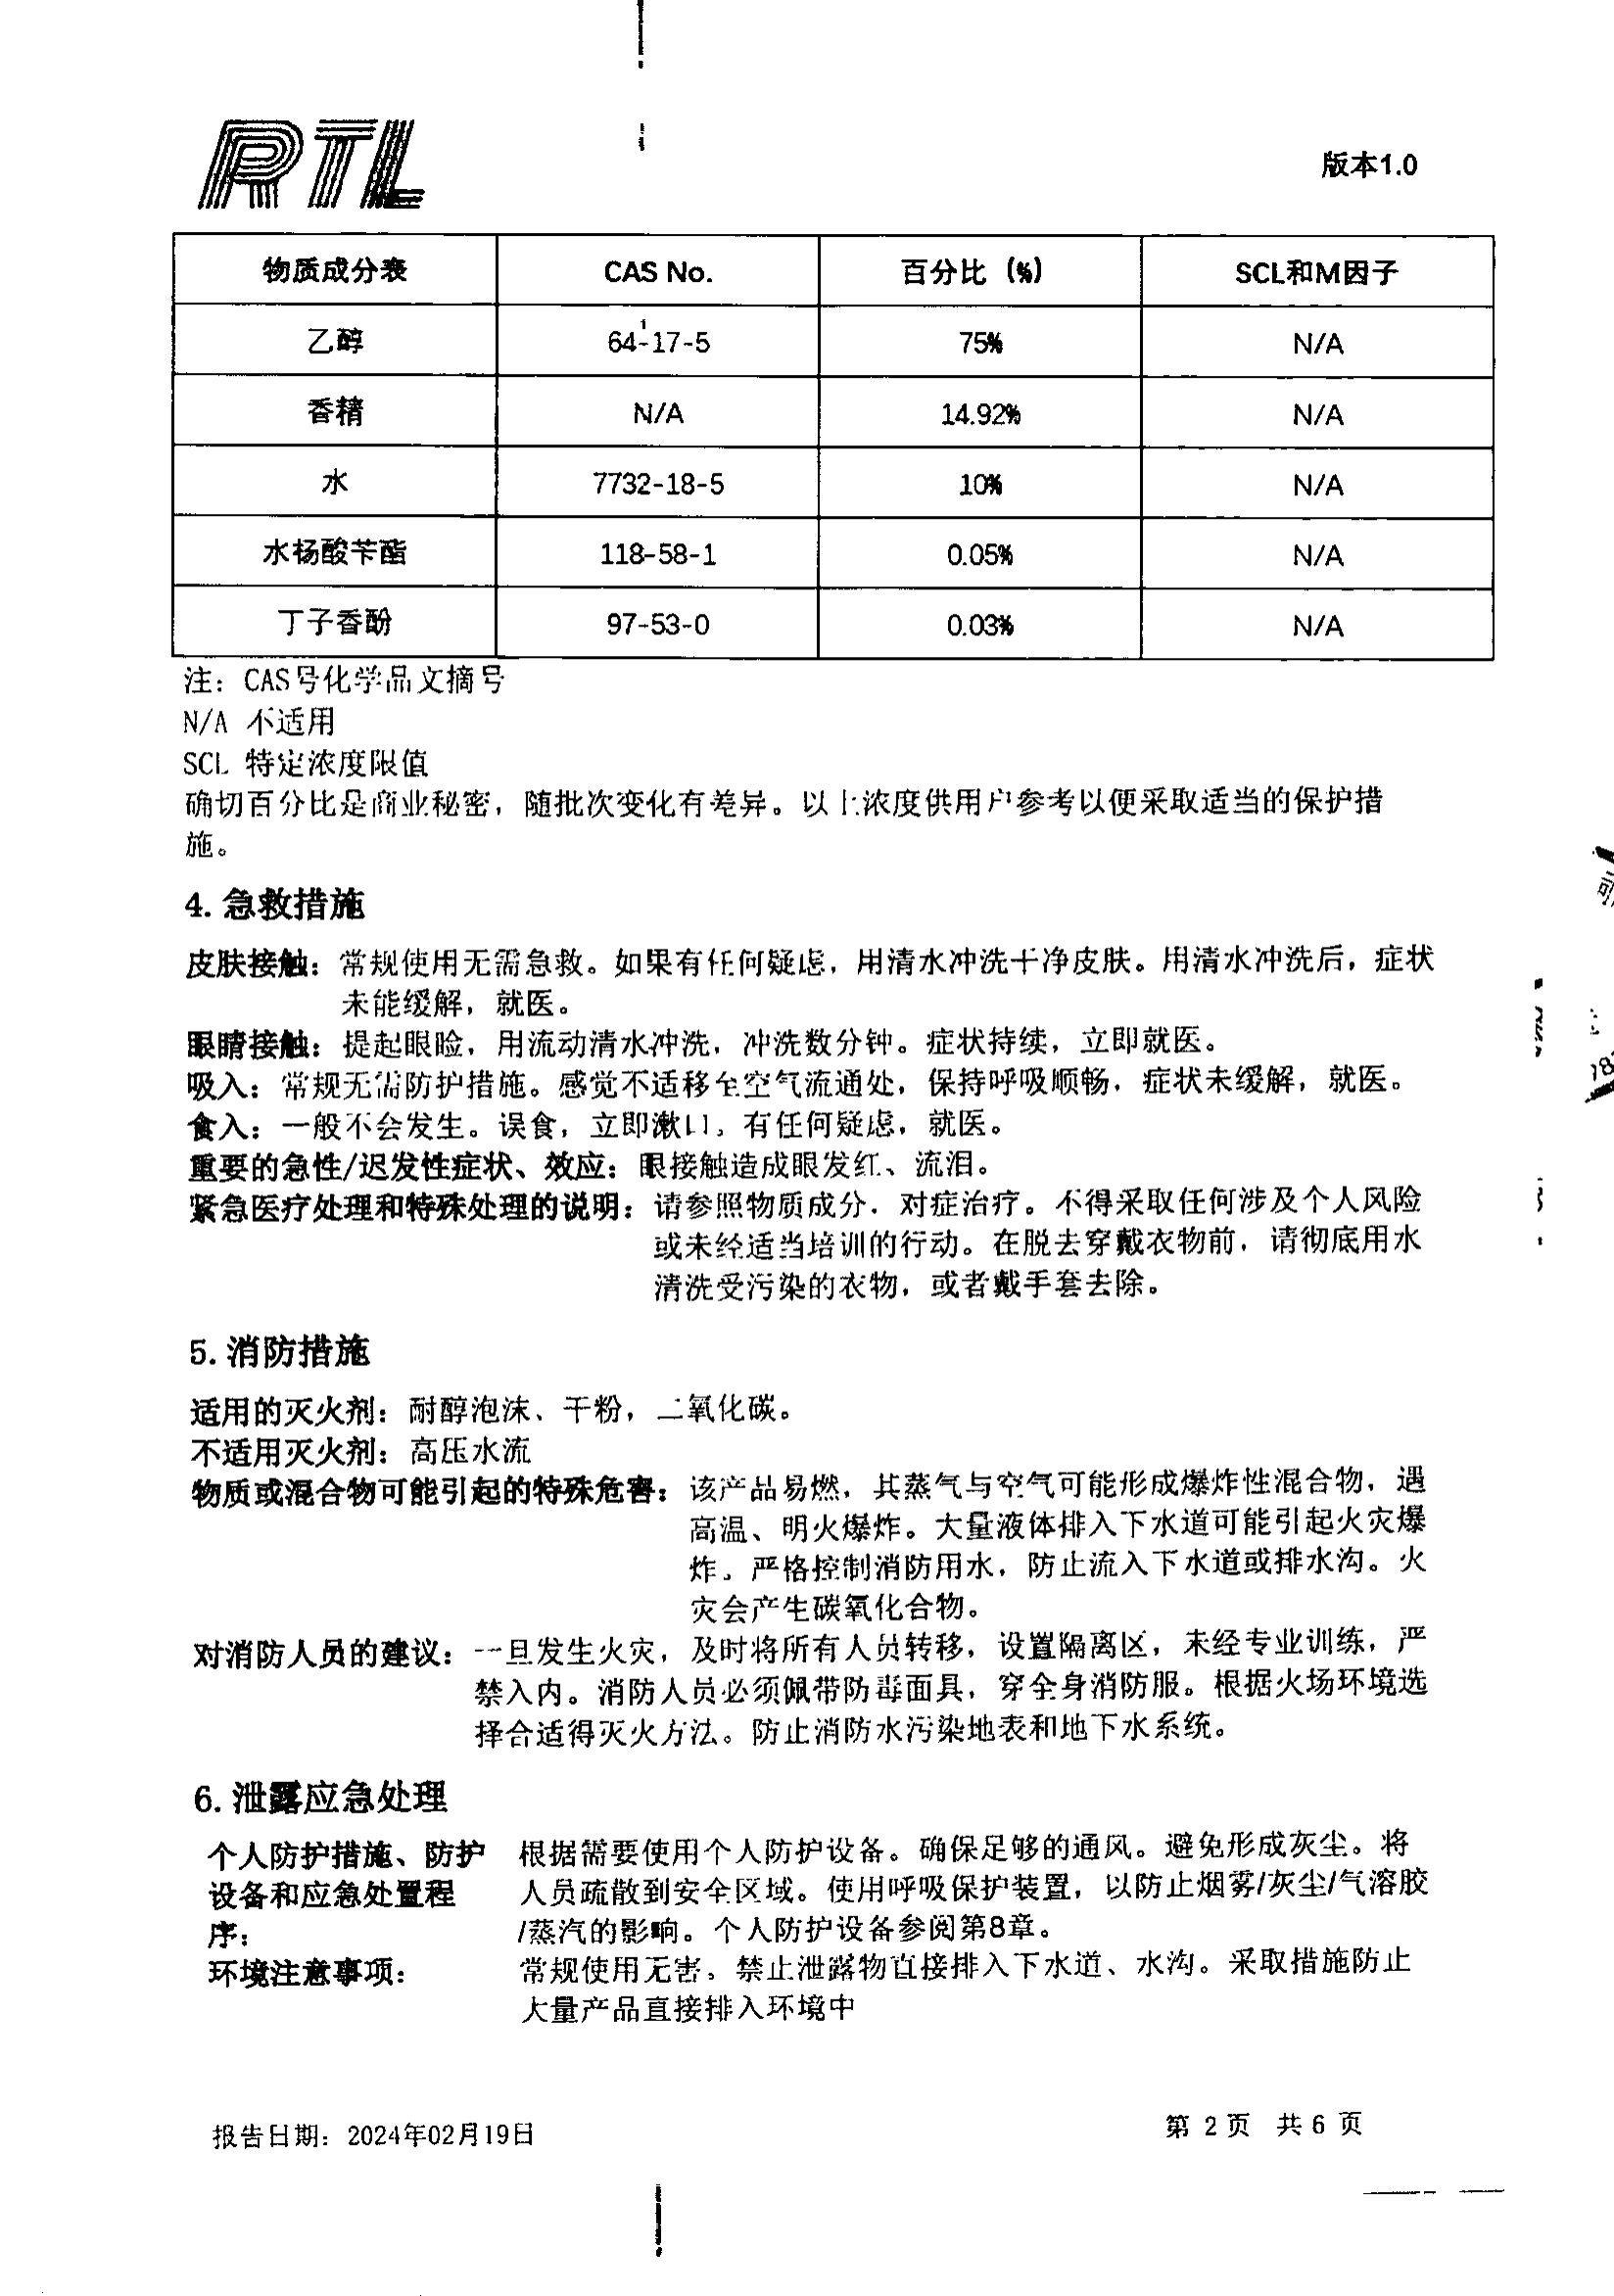 RTL
版本1.0
物质成分表 CAS No. 百分比（%） SCL和M因子
乙醇 64-17-5 75% N/A
香精 N/A 14.92% N/A
水 7732-18-5 10% N/A
水杨酸苄酯 118-58-1 0.05% N/A
丁子香酚 97-53-0 0.03% N/A
注：CAS号化学品文摘号
N/A 不适用
SCL 特定浓度限值
确切百分比是商业秘密，随批次变化有差异。以上浓度供用户参考以便采取适当的保护措
施。
4. 急救措施
皮肤接触：常规使用无需急救。如果有任何疑虑，用清水冲洗干净皮肤。用清水冲洗后，症状
未能缓解，就医。
眼睛接触：提起眼睑，用流动清水冲洗，冲洗数分钟。症状持续，立即就医。
吸入：常规无需防护措施。感觉不适移至空气流通处，保持呼吸顺畅，症状未缓解，就医。
食入：一般不会发生。误食，立即漱口。有任何疑虑，就医。
重要的急性/迟发性症状、效应：眼接触造成眼发红、流泪。
紧急医疗处理和特殊处理的说明：请参照物质成分，对症治疗。不得采取任何涉及个人风险
或未经适当培训的行动。在脱去穿戴衣物前，请彻底用水
清洗受污染的衣物，或者戴手套去除。
5. 消防措施
适用的灭火剂：耐醇泡沫、干粉，二氧化碳。
不适用灭火剂：高压水流
物质或混合物可能引起的特殊危害：该产品易燃，其蒸气与空气可能形成爆炸性混合物，遇
高温、明火爆炸。大量液体排入下水道可能引起火灾爆
炸。严格控制消防用水，防止流入下水道或排水沟。火
灾会产生碳氧化合物。
对消防人员的建议：一旦发生火灾，及时将所有人员转移，设置隔离区，未经专业训练，严
禁入内。消防人员必须佩带防毒面具，穿全身消防服。根据火场环境选
择合适得灭火方法。防止消防水污染地表和地下水系统。
6. 泄露应急处理
个人防护措施、防护 根据需要使用个人防护设备。确保足够的通风。避免形成灰尘。将
设备和应急处置程 人员疏散到安全区域。使用呼吸保护装置，以防止烟雾/灰尘/气溶胶
序： /蒸汽的影响。个人防护设备参阅第8章。
环境注意事项： 常规使用无害。禁止泄露物直接排入下水道、水沟。采取措施防止
大量产品直接排入环境中
报告日期：2024年02月19日
第 2 页 共 6 页